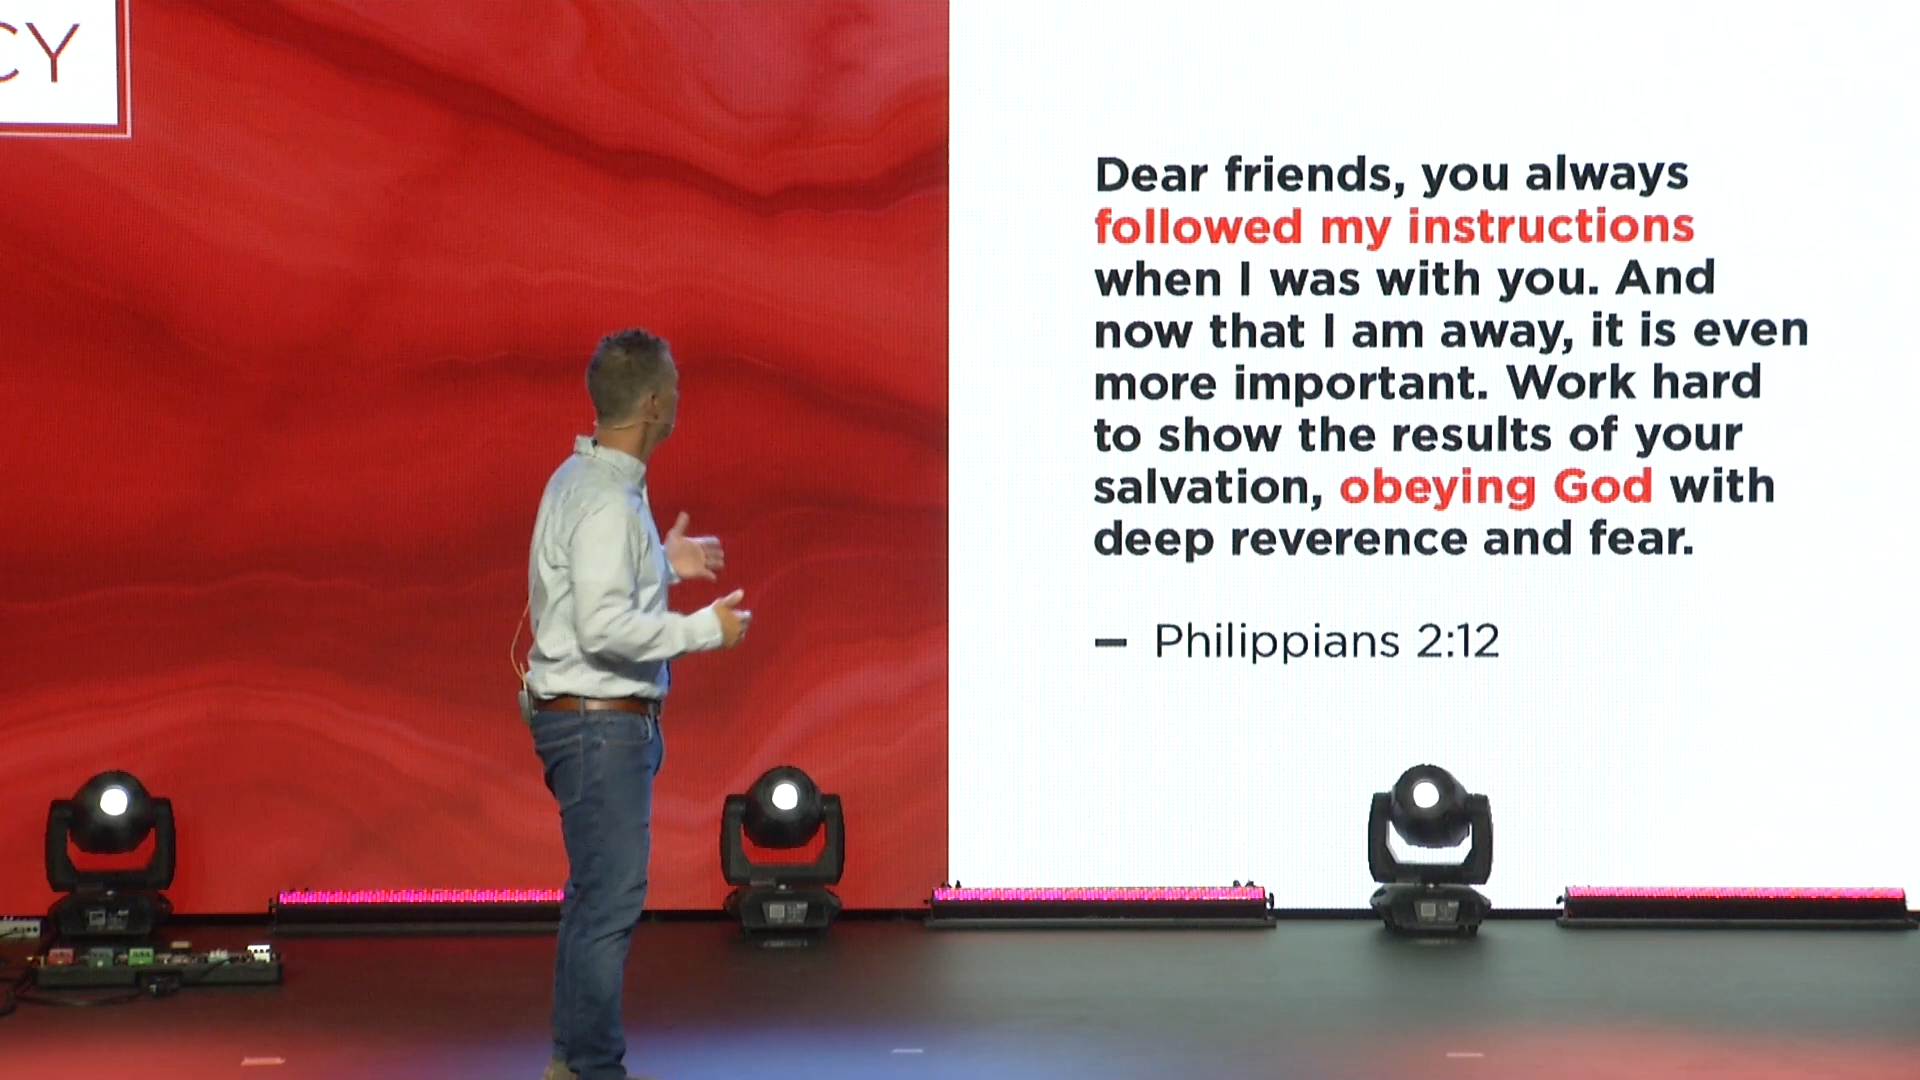 CY
Dear friends, you always
followed my instructions
when I was with you. And
now that I am away, it is even
more important. Work hard
to show the results of your
salvation, obeying God with
deep reverence and fear.
— Philippians 2:12